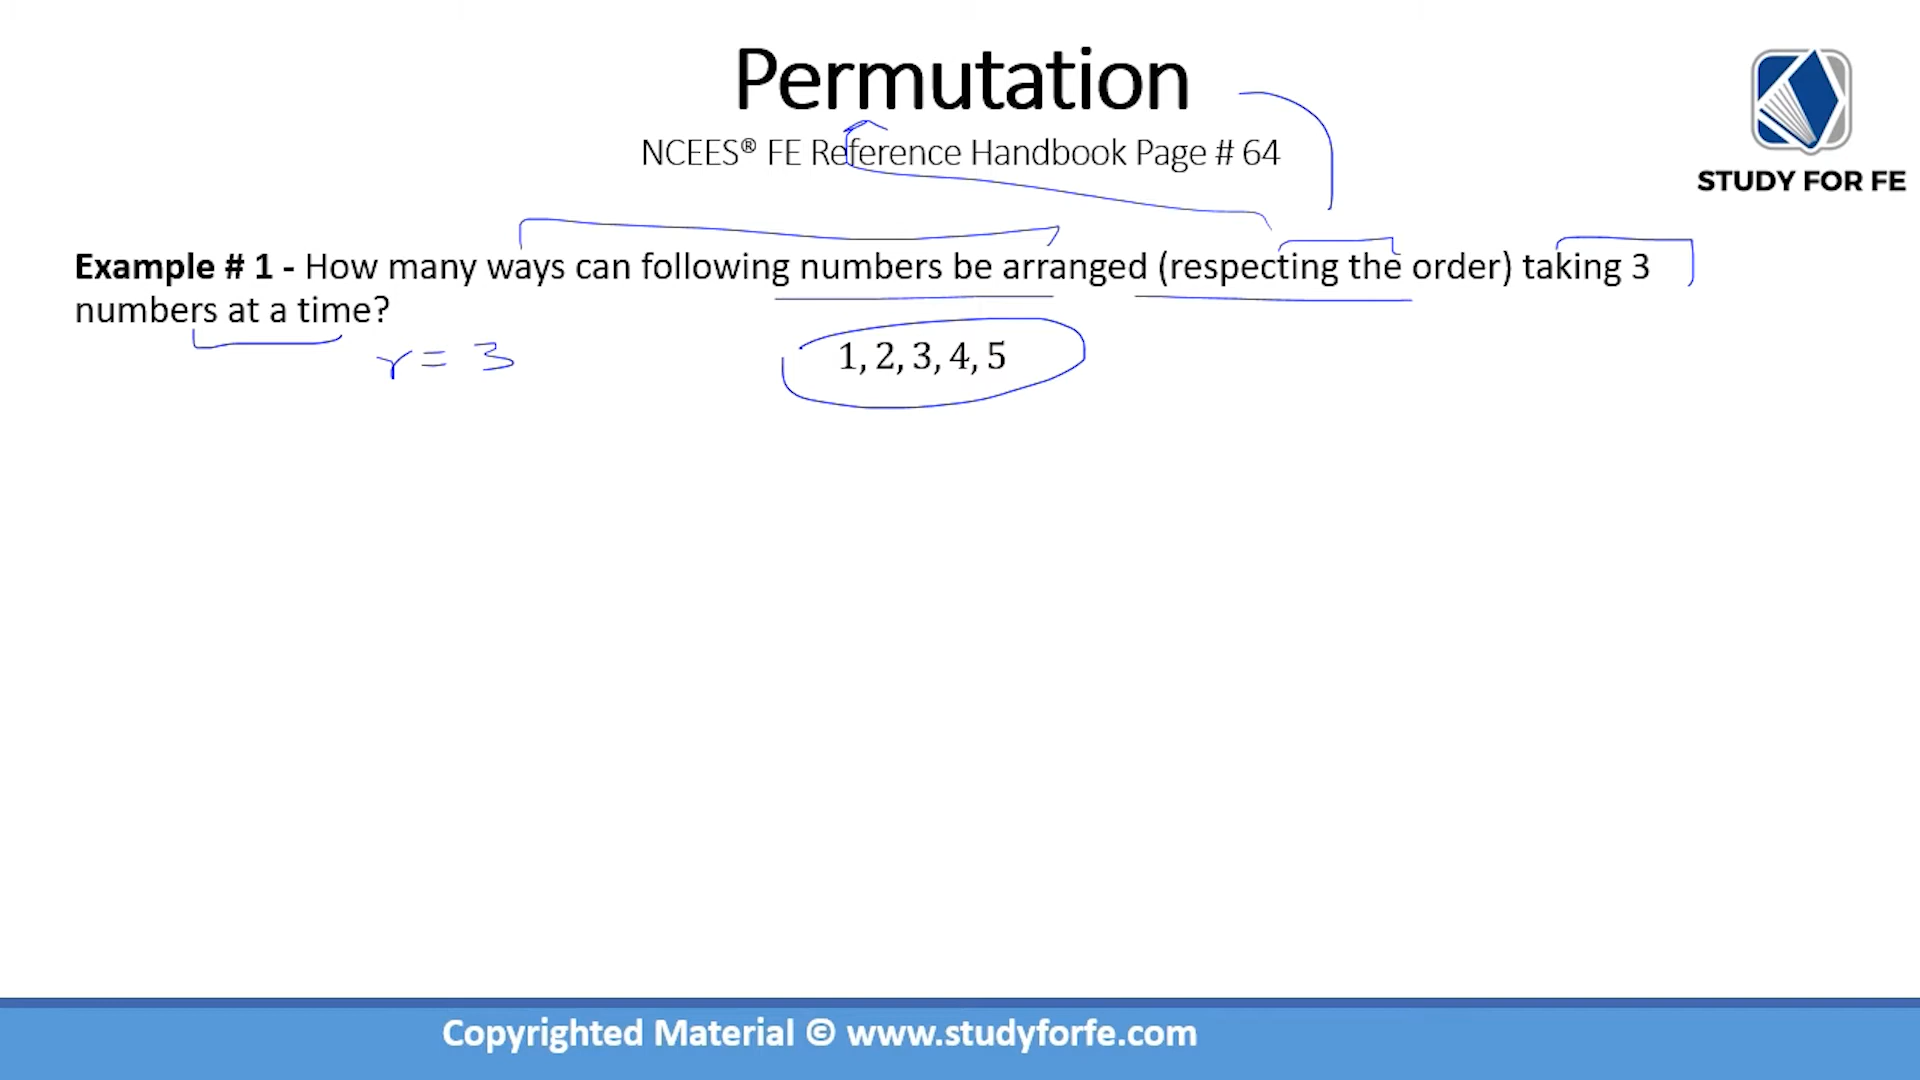 Permutation
NCEES® FE Reference Handbook Page # 64
STUDY FOR FE
Example # 1 - How many ways can following numbers be arranged (respecting the order) taking 3
numbers at a time?
r = 3
1, 2, 3, 4, 5
Copyrighted Material © www.studyforfe.com